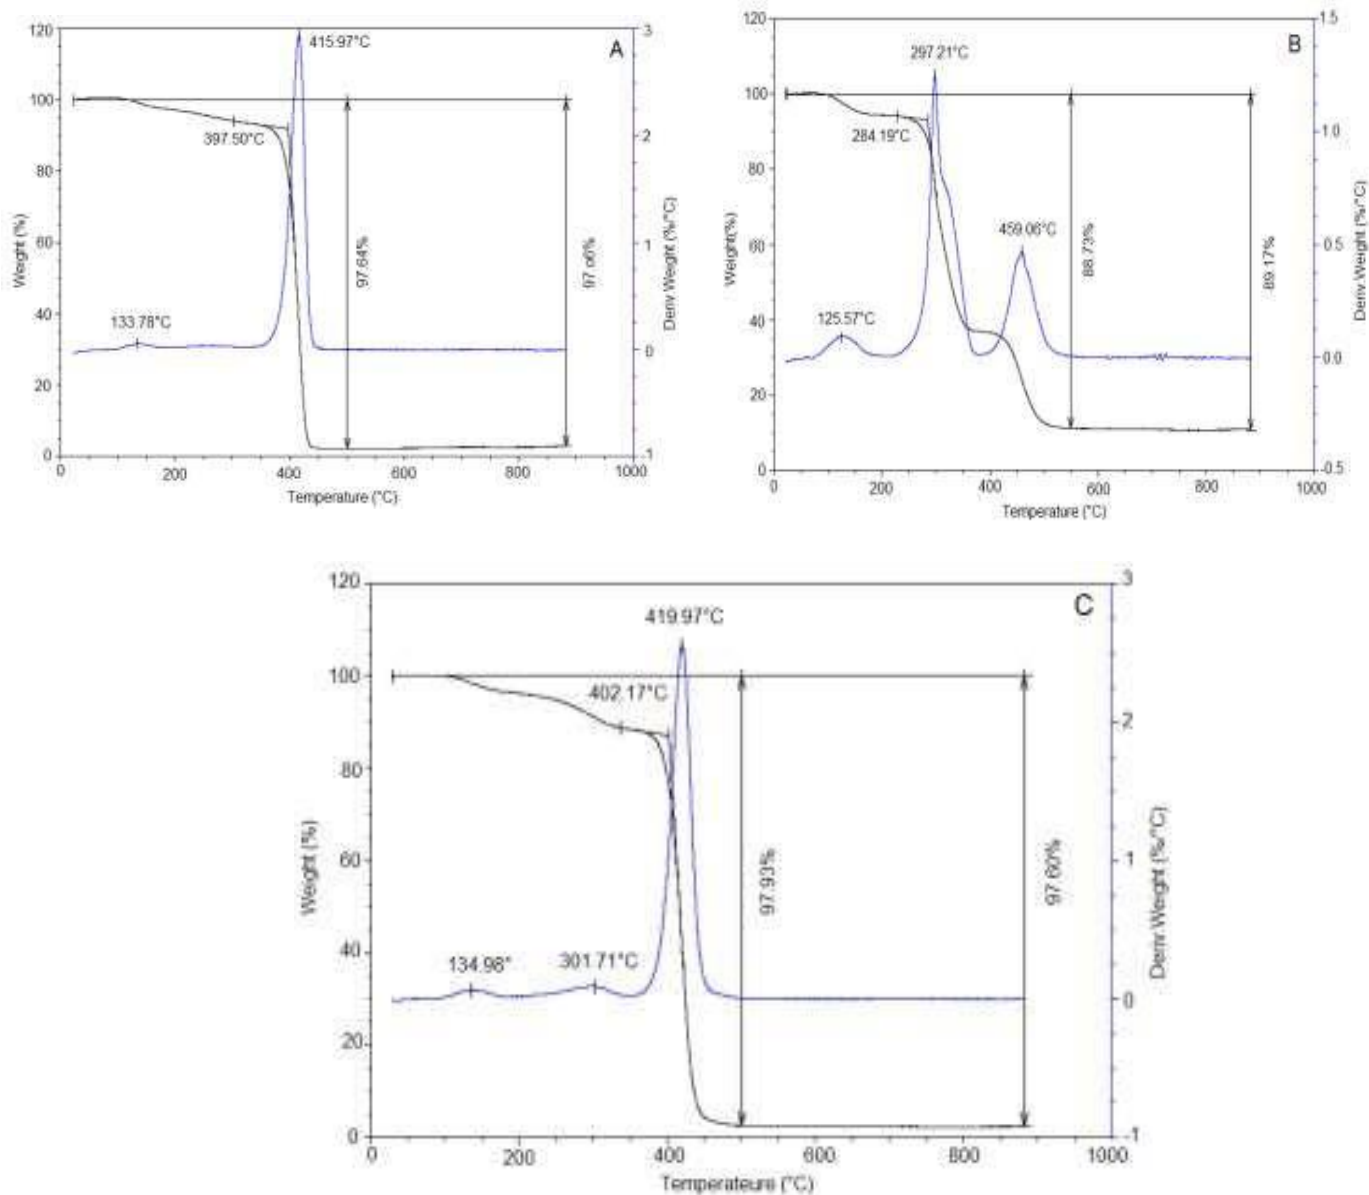 A
120
100
80
60
40
20
0
Weight (%)
3
2
1
0
-1
Deriv.Weight (%/°C)
415.97°C
397.50°C
133.78°C
97.64%
97.o6%
0
200
400
600
800
1000
Temperature (°C)
B
120
100
80
60
40
20
0
Weight(%)
1.5
1.0
0.5
0.0
-0.5
Deriv.Weight (%/°C)
297.21°C
284.19°C
459.06°C
125.57°C
88.73%
89.17%
0
200
400
600
800
1000
Temperature (°C)
C
120
100
80
60
40
20
0
Weight (%)
3
2
1
0
-1
Deriv.Weight (%/°C)
419.97°C
402.17°C
134.98°
301.71°C
97.93%
97.60%
0
200
400
600
800
1000
Temperateure (°C)